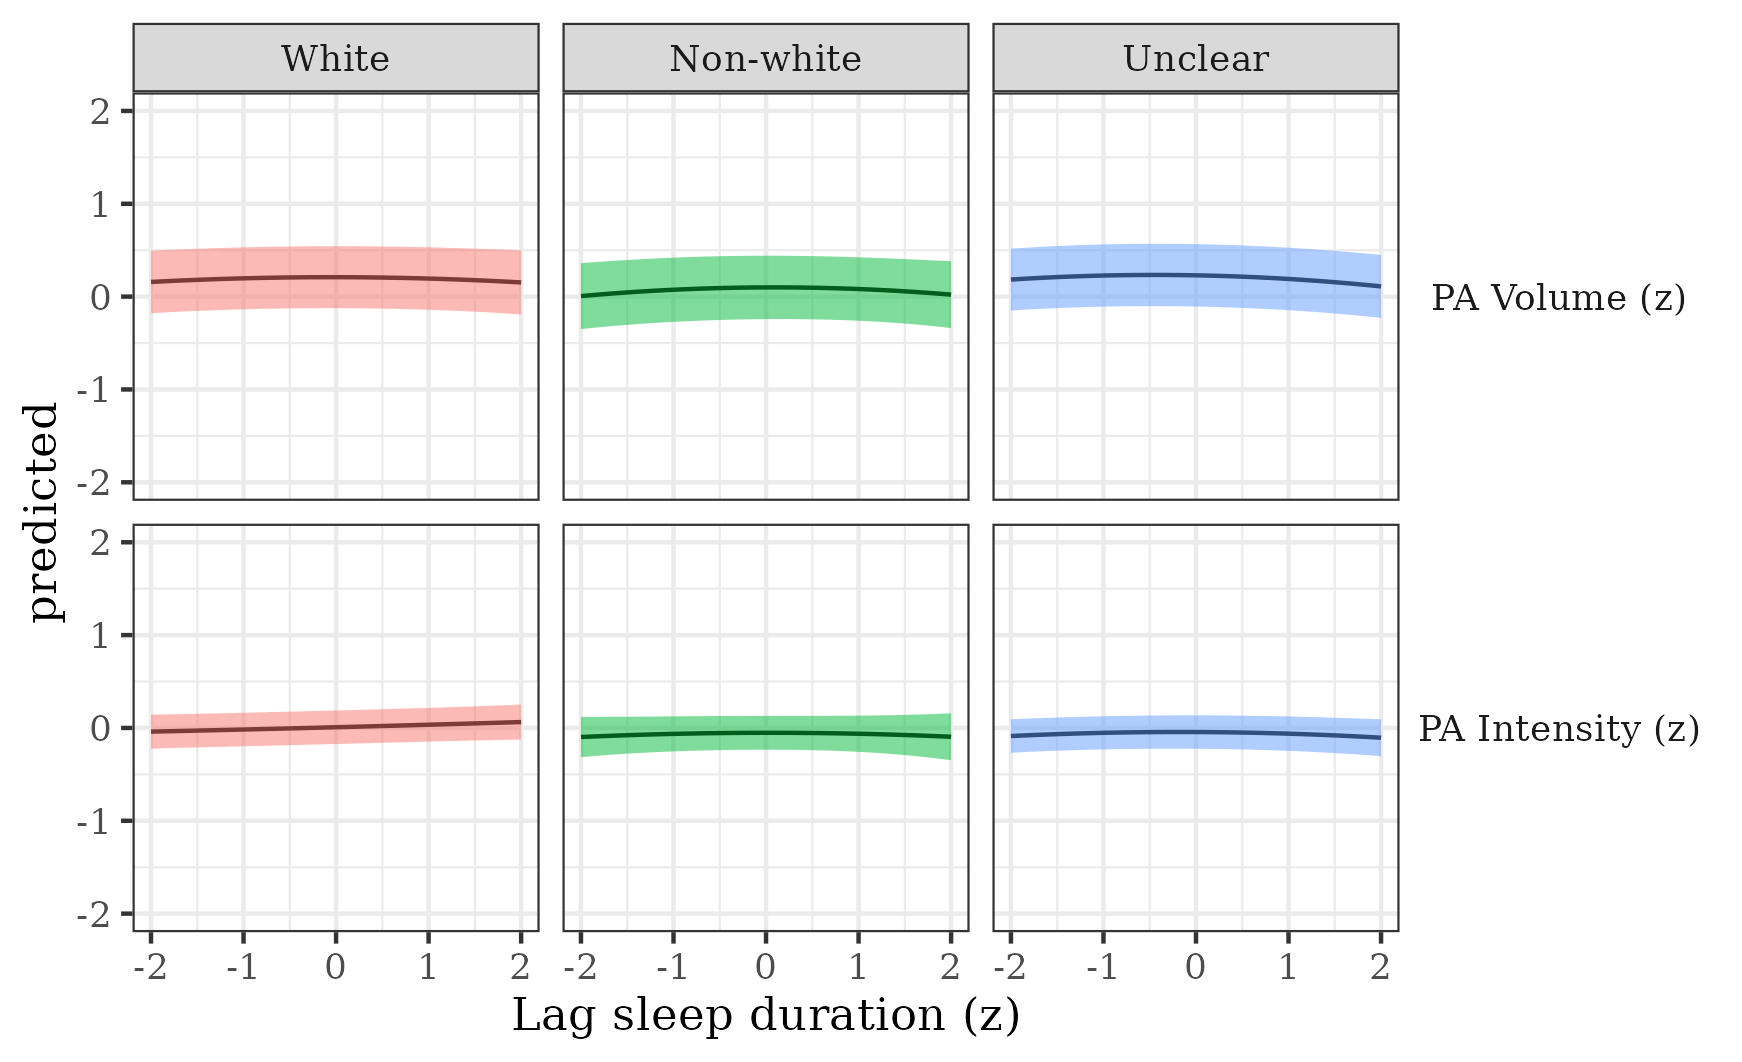 White Non-white Unclear
2
1
0
-1
-2
PA Volume (z)
predicted
2
1
0
-1
-2
PA Intensity (z)
-2 -1 0 1 2 -2 -1 0 1 2 -2 -1 0 1 2
Lag sleep duration (z)